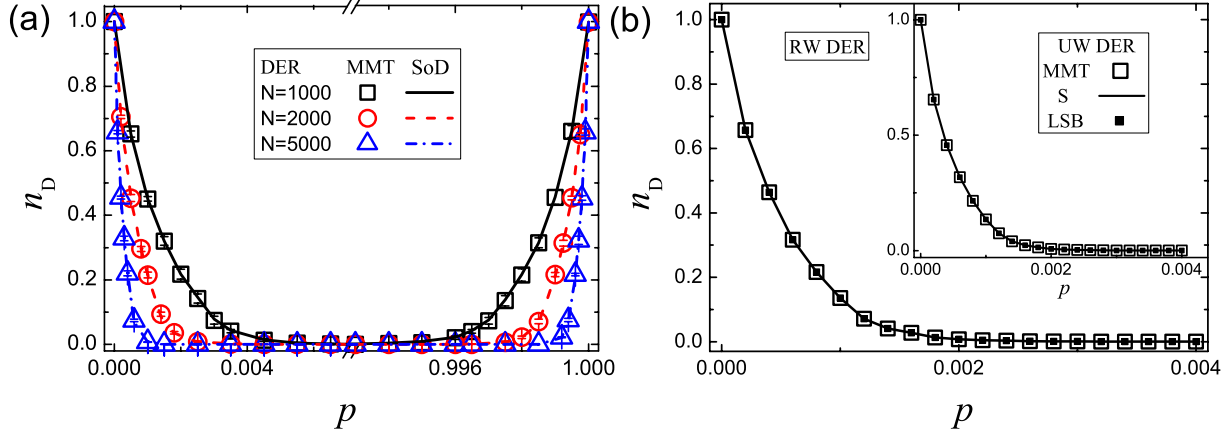 (a)
1.0
0.8
0.6
0.4
0.2
0.0
n_D
DER MMT SoD
N=1000
N=2000
N=5000
0.000 0.004 0.996 1.000
p
(b)
1.0
0.8
0.6
0.4
0.2
0.0
n_D
RW DER
0.000 0.002 0.004
p
1.0
0.5
0.0
UW DER
MMT
S
LSB
0.000 0.002 0.004
p